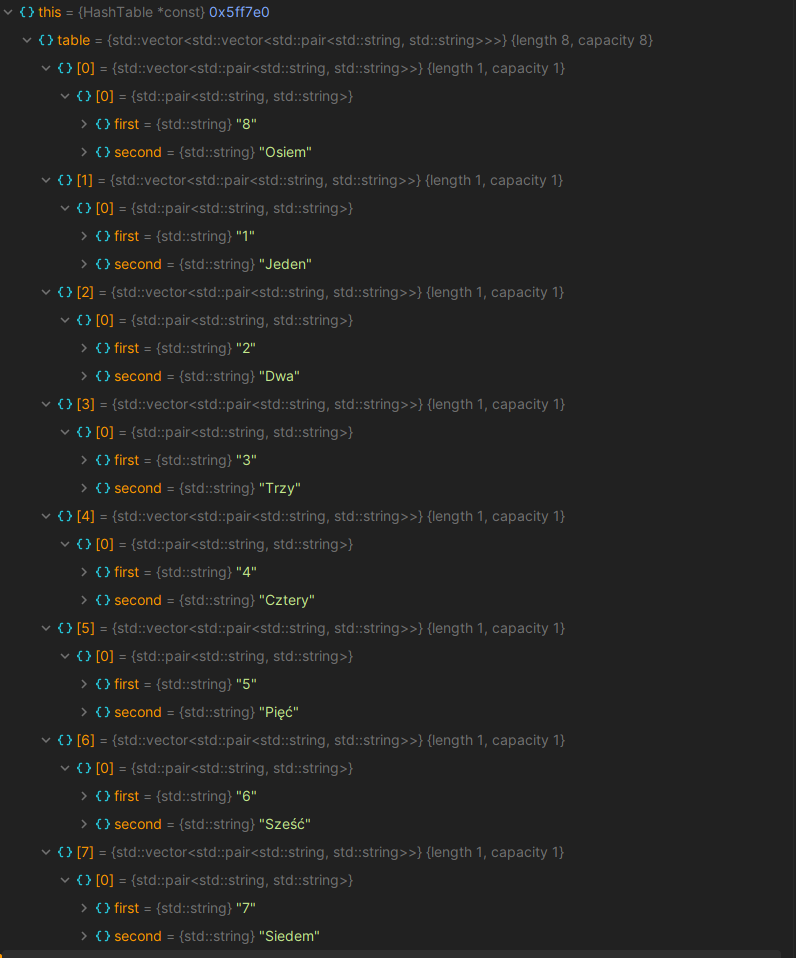 this = {HashTable *const} 0x5ff7e0
table = {std::vector<std::vector<std::pair<std::string, std::string>>>} {length 8, capacity 8}
[0] = {std::vector<std::pair<std::string, std::string>>} {length 1, capacity 1}
[0] = {std::pair<std::string, std::string>}
first = {std::string} "8"
second = {std::string} "Osiem"
[1] = {std::vector<std::pair<std::string, std::string>>} {length 1, capacity 1}
[0] = {std::pair<std::string, std::string>}
first = {std::string} "1"
second = {std::string} "Jeden"
[2] = {std::vector<std::pair<std::string, std::string>>} {length 1, capacity 1}
[0] = {std::pair<std::string, std::string>}
first = {std::string} "2"
second = {std::string} "Dwa"
[3] = {std::vector<std::pair<std::string, std::string>>} {length 1, capacity 1}
[0] = {std::pair<std::string, std::string>}
first = {std::string} "3"
second = {std::string} "Trzy"
[4] = {std::vector<std::pair<std::string, std::string>>} {length 1, capacity 1}
[0] = {std::pair<std::string, std::string>}
first = {std::string} "4"
second = {std::string} "Cztery"
[5] = {std::vector<std::pair<std::string, std::string>>} {length 1, capacity 1}
[0] = {std::pair<std::string, std::string>}
first = {std::string} "5"
second = {std::string} "Pięć"
[6] = {std::vector<std::pair<std::string, std::string>>} {length 1, capacity 1}
[0] = {std::pair<std::string, std::string>}
first = {std::string} "6"
second = {std::string} "Sześć"
[7] = {std::vector<std::pair<std::string, std::string>>} {length 1, capacity 1}
[0] = {std::pair<std::string, std::string>}
first = {std::string} "7"
second = {std::string} "Siedem"